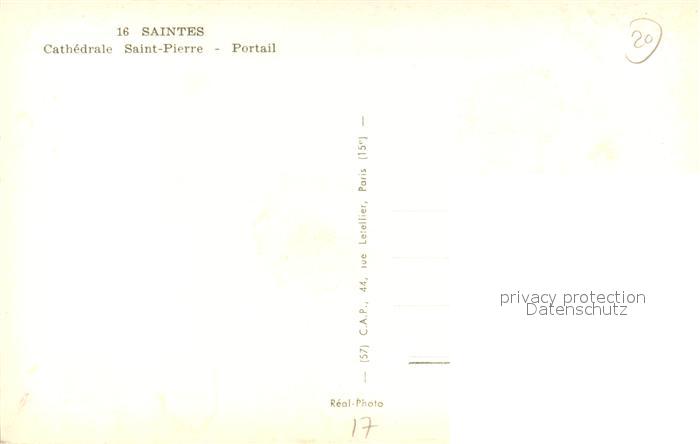 16 SAINTES
Cathédrale Saint-Pierre - Portail
20
— (57) C.A.P., 44, rue Letellier, Paris (15e) —
privacy protection
Datenschutz
Réal-Photo
17